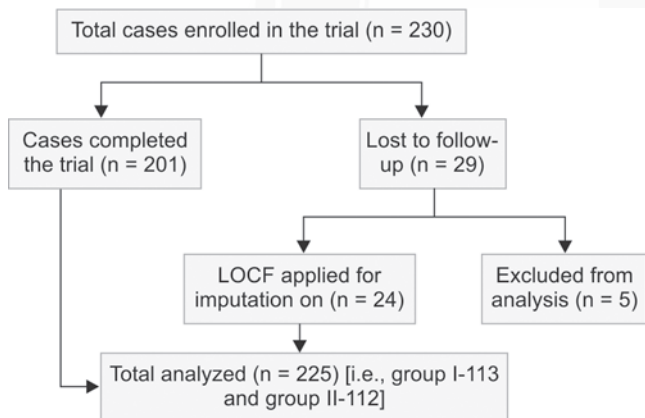 Total cases enrolled in the trial (n = 230)
Cases completed
the trial (n = 201)
Lost to follow-
up (n = 29)
LOCF applied for
imputation on (n = 24)
Excluded from
analysis (n = 5)
Total analyzed (n = 225) [i.e., group I-113
and group II-112]